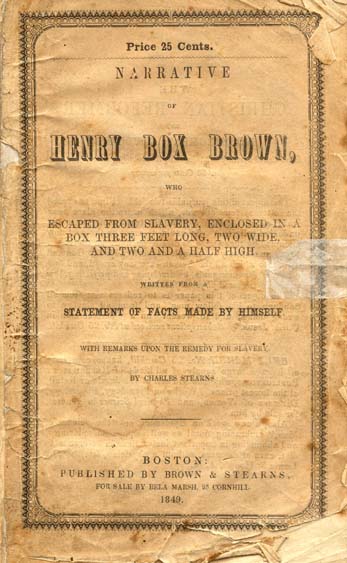 Price 25 Cents.
NARRATIVE
OF
HENRY BOX BROWN,
WHO
ESCAPED FROM SLAVERY, ENCLOSED IN A
BOX THREE FEET LONG, TWO WIDE,
AND TWO AND A HALF HIGH.
WRITTEN FROM A
STATEMENT OF FACTS MADE BY HIMSELF.
WITH REMARKS UPON THE REMEDY FOR SLAVERY.
BY CHARLES STEARNS.
BOSTON:
PUBLISHED BY BROWN & STEARNS,
FOR SALE BY BELA MARSH, 25 CORNHILL.
1849.